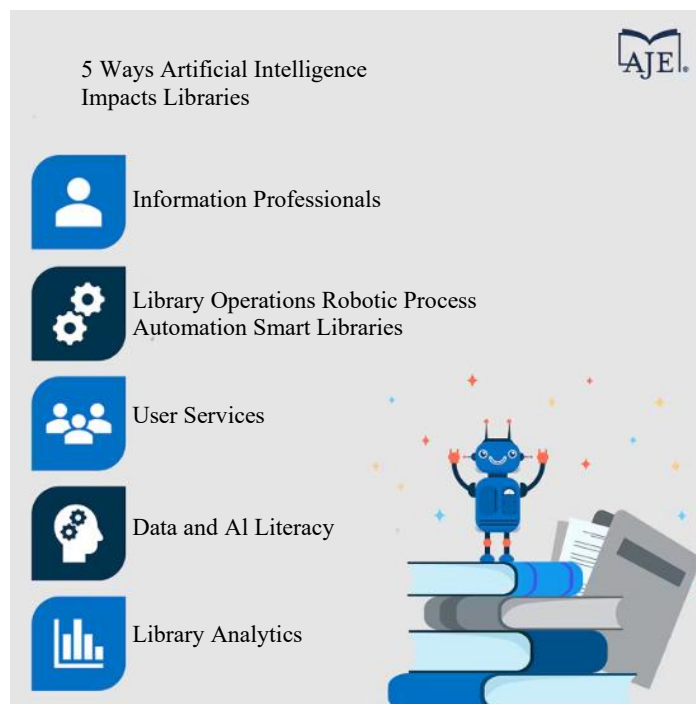 5 Ways Artificial Intelligence
Impacts Libraries
AJE®
Information Professionals
Library Operations Robotic Process
Automation Smart Libraries
User Services
Data and Al Literacy
Library Analytics